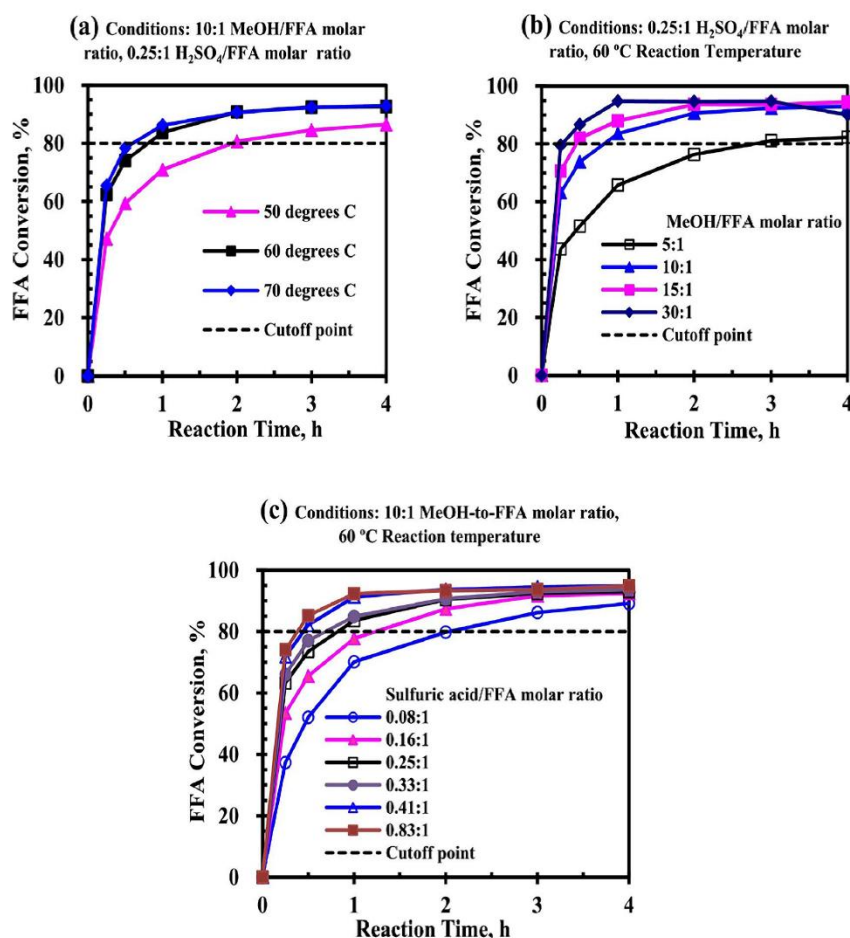 (a) Conditions: 10:1 MeOH/FFA molar
ratio, 0.25:1 H₂SO₄/FFA molar ratio
100
80
60
40
20
0
FFA Conversion, %
50 degrees C
60 degrees C
70 degrees C
Cutoff point
0 1 2 3 4
Reaction Time, h
(b) Conditions: 0.25:1 H₂SO₄/FFA molar
ratio, 60 ºC Reaction Temperature
100
80
60
40
20
0
FFA Conversion, %
MeOH/FFA molar ratio
5:1
10:1
15:1
30:1
Cutoff point
0 1 2 3 4
Reaction Time, h
(c) Conditions: 10:1 MeOH-to-FFA molar ratio,
60 ºC Reaction temperature
100
80
60
40
20
0
FFA Conversion, %
Sulfuric acid/FFA molar ratio
0.08:1
0.16:1
0.25:1
0.33:1
0.41:1
0.83:1
Cutoff point
0 1 2 3 4
Reaction Time, h